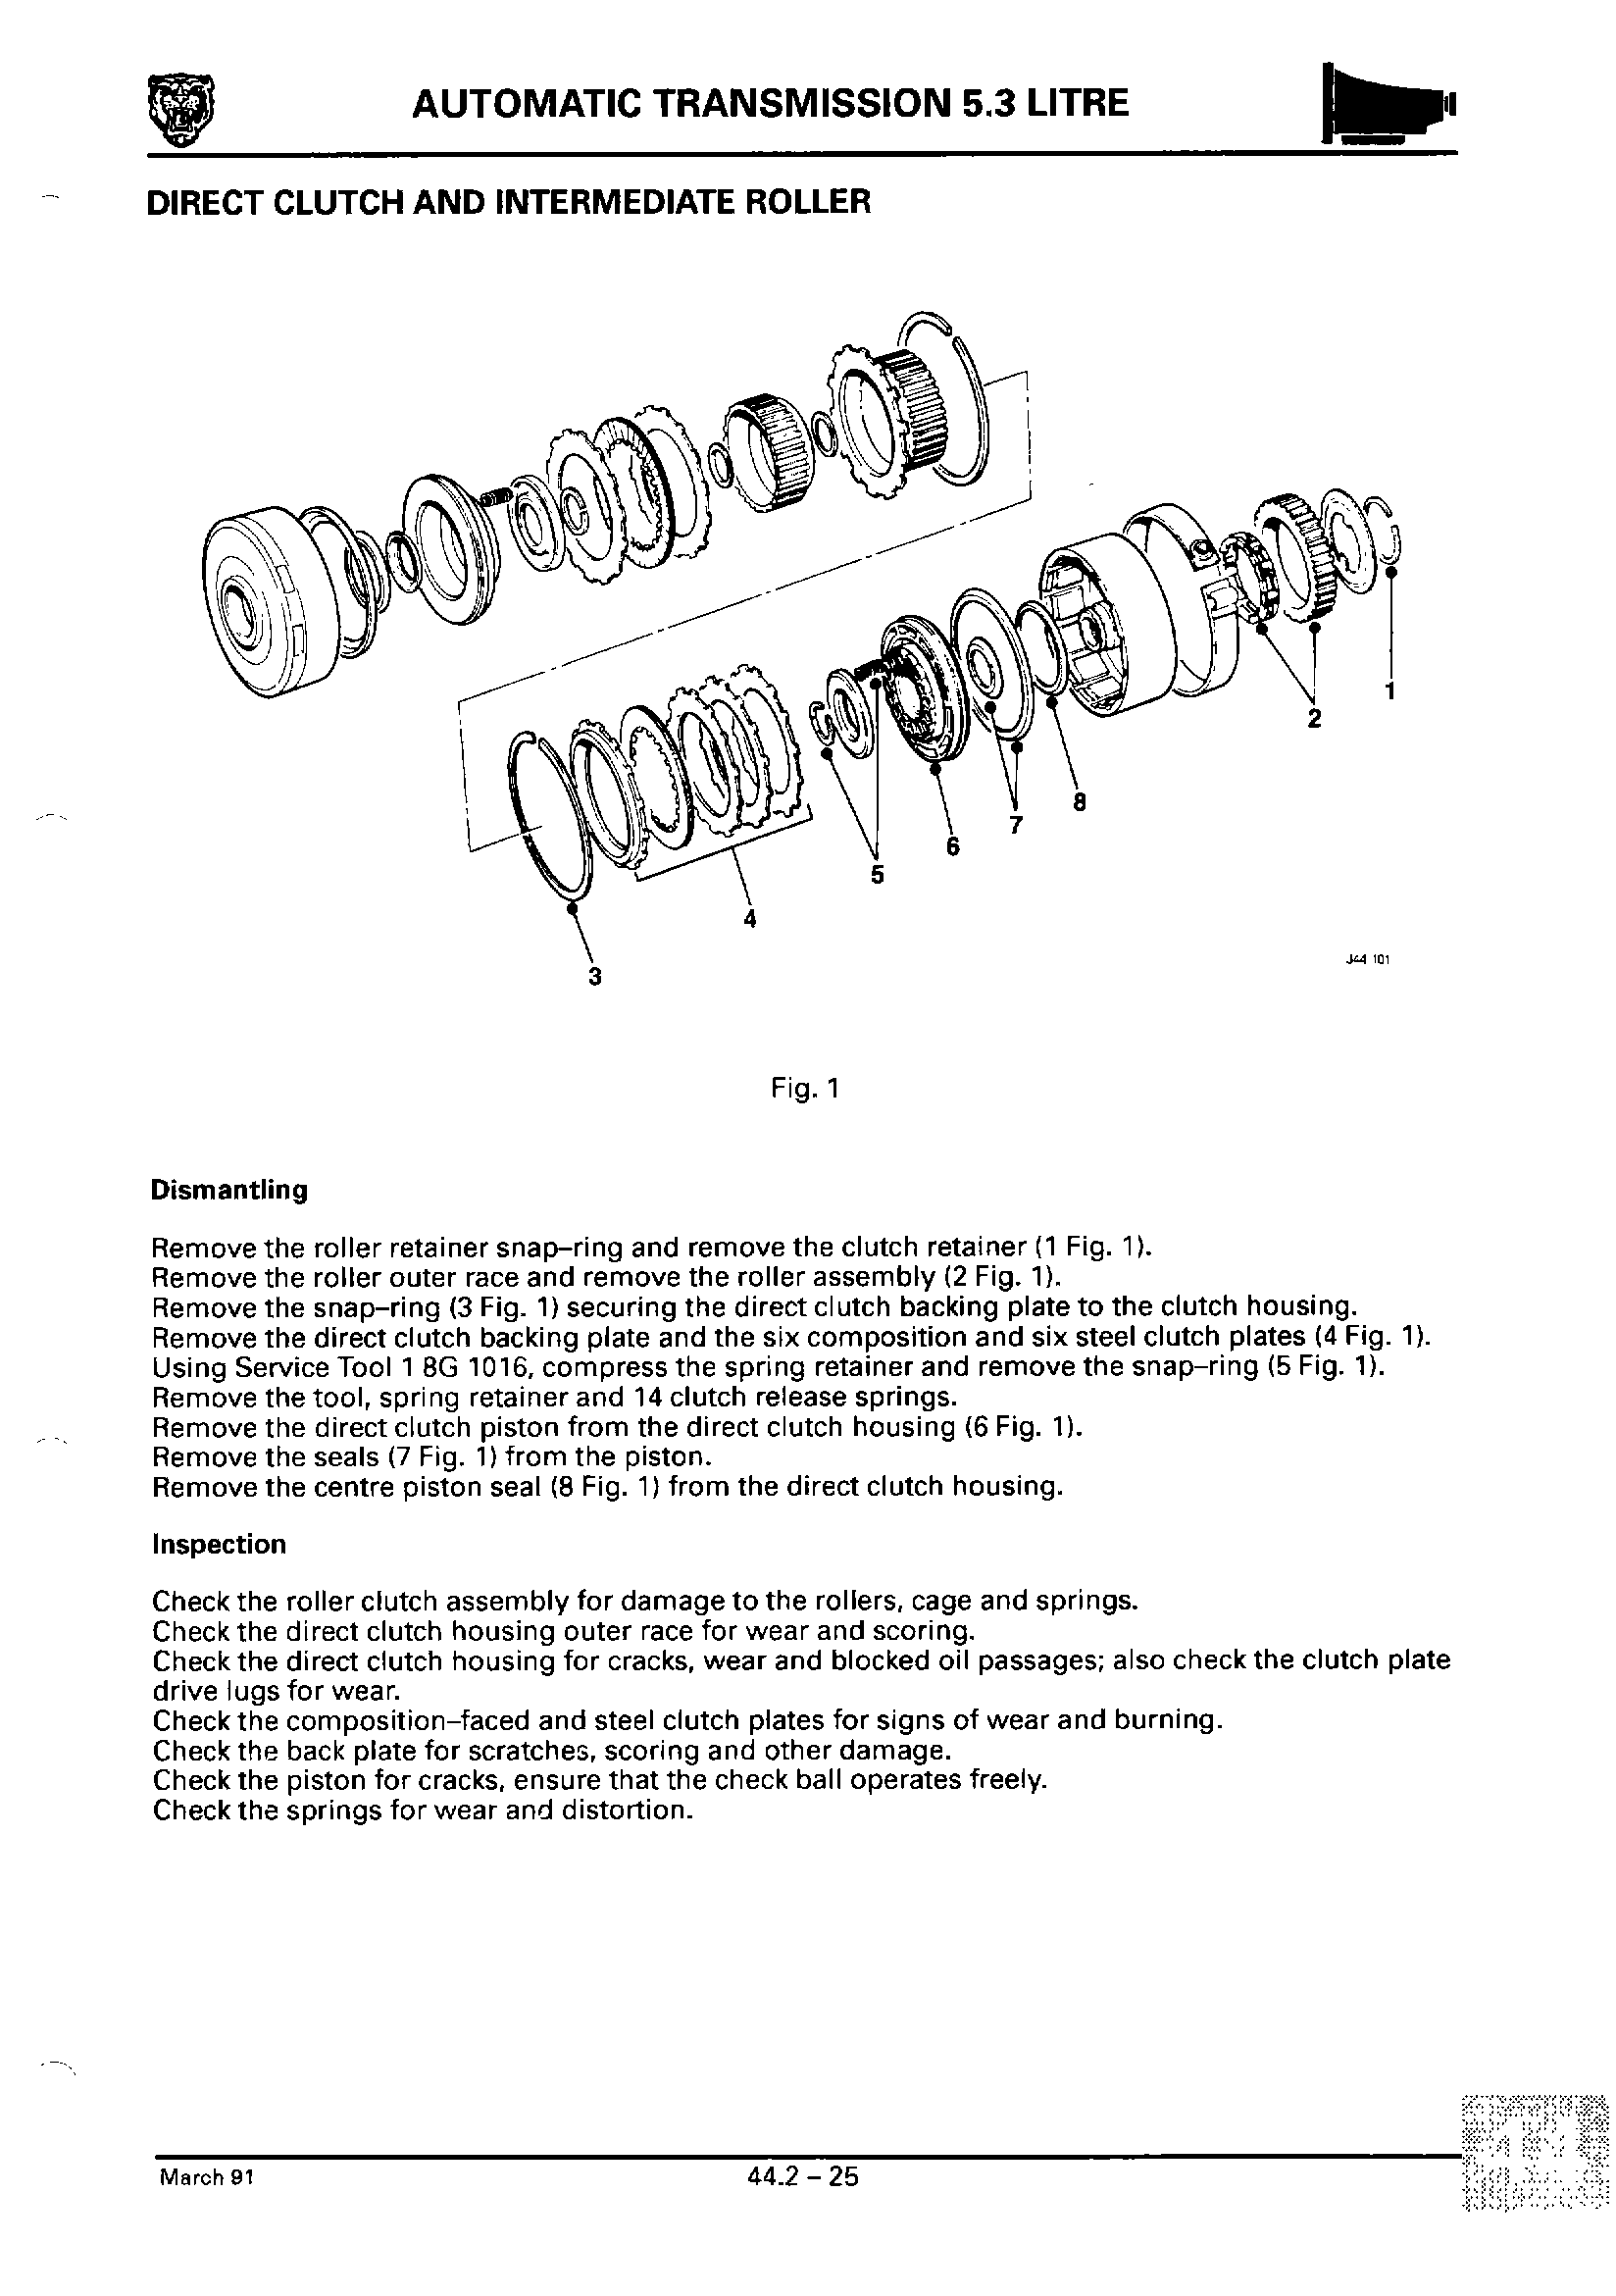 AUTOMATIC TRANSMISSION 5.3 LITRE
DIRECT CLUTCH AND INTERMEDIATE ROLLER
1
2
8
7
6
5
4
3
J44 101
Fig. 1
Dismantling
Remove the roller retainer snap-ring and remove the clutch retainer (1 Fig. 1).
Remove the roller outer race and remove the roller assembly (2 Fig. 1).
Remove the snap-ring (3 Fig. 1) securing the direct clutch backing plate to the clutch housing.
Remove the direct clutch backing plate and the six composition and six steel clutch plates (4 Fig. 1).
Using Service Tool 1 8G 1016, compress the spring retainer and remove the snap-ring (5 Fig. 1).
Remove the tool, spring retainer and 14 clutch release springs.
Remove the direct clutch piston from the direct clutch housing (6 Fig. 1).
Remove the seals (7 Fig. 1) from the piston.
Remove the centre piston seal (8 Fig. 1) from the direct clutch housing.
Inspection
Check the roller clutch assembly for damage to the rollers, cage and springs.
Check the direct clutch housing outer race for wear and scoring.
Check the direct clutch housing for cracks, wear and blocked oil passages; also check the clutch plate
drive lugs for wear.
Check the composition-faced and steel clutch plates for signs of wear and burning.
Check the back plate for scratches, scoring and other damage.
Check the piston for cracks, ensure that the check ball operates freely.
Check the springs for wear and distortion.
March 91
44.2 - 25